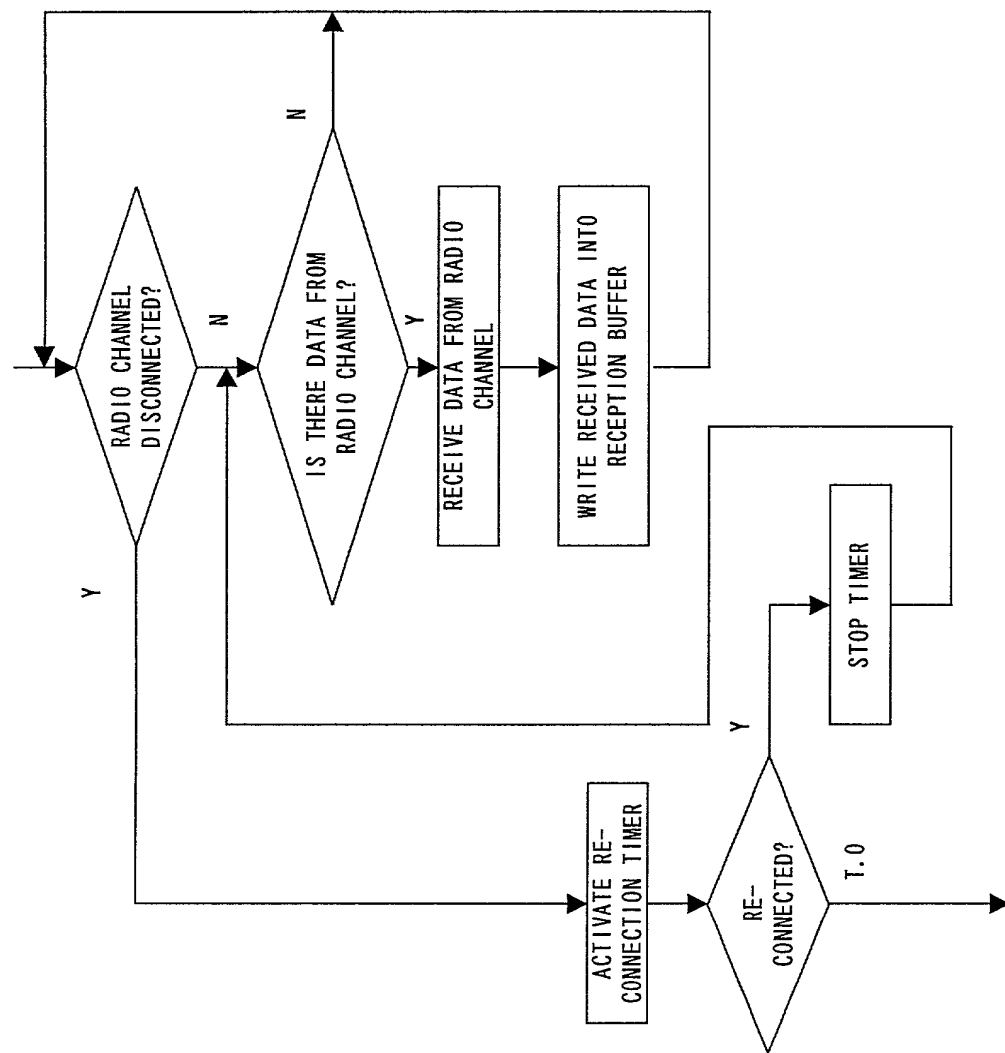 RADIO CHANNEL
DISCONNECTED?
Y
N
IS THERE DATA FROM
RADIO CHANNEL?
N
Y
RECEIVE DATA FROM RADIO
CHANNEL
WRITE RECEIVED DATA INTO
RECEPTION BUFFER
ACTIVATE RE-
CONNECTION TIMER
RE-
CONNECTED?
Y
T.O
STOP TIMER